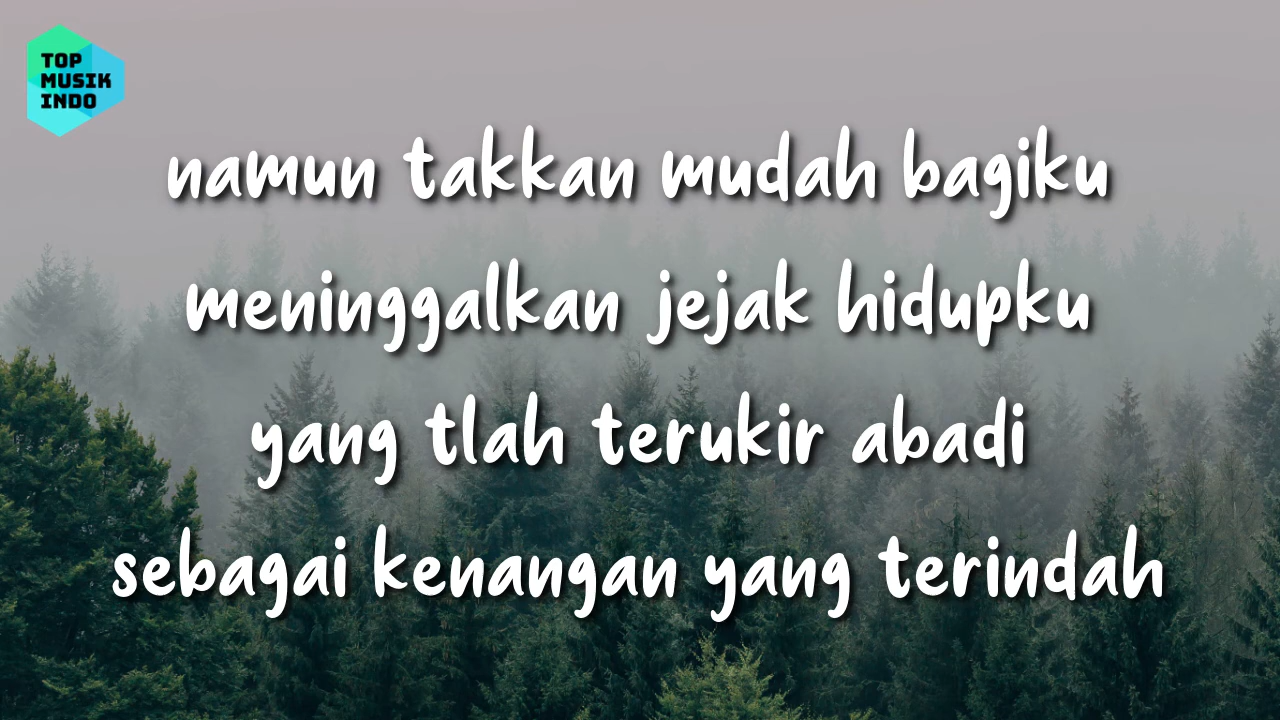 TOP
MUSIK
INDO
namun takkan mudah bagiku
meninggalkan jejak hidupku
yang tlah terukir abadi
sebagai kenangan yang terindah